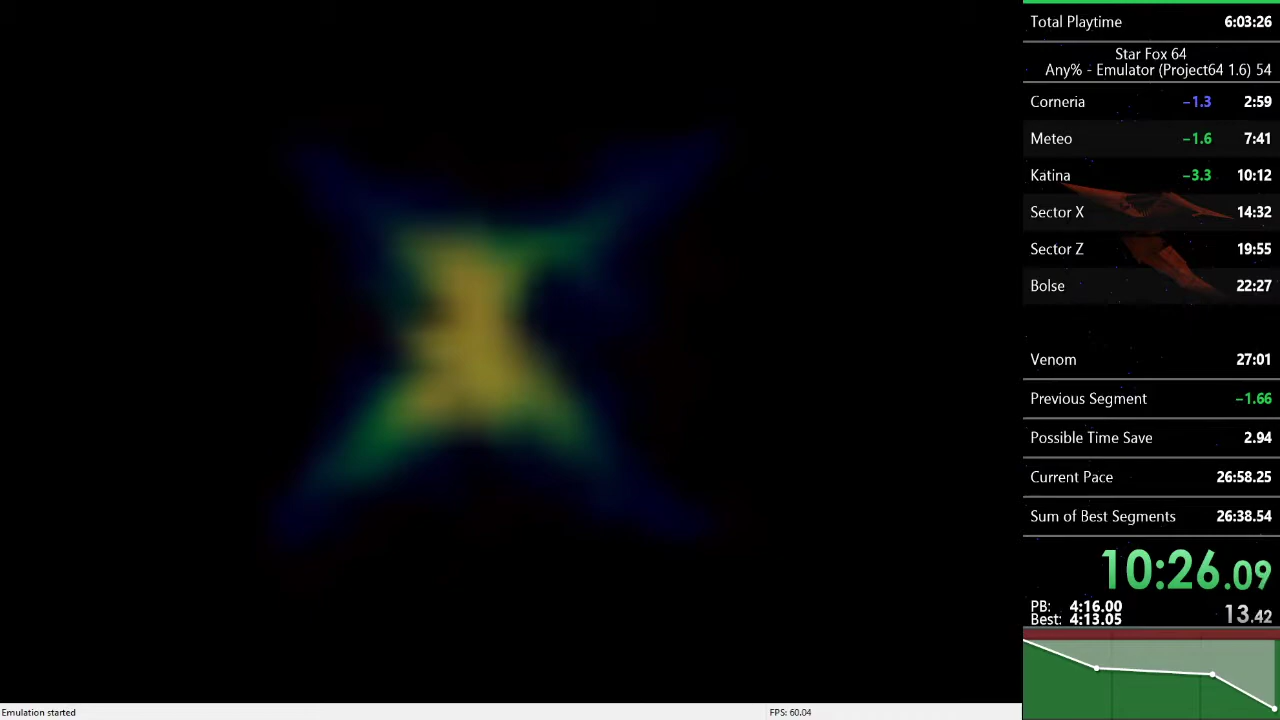 Total Playtime 6:03:26
Star Fox 64
Any% - Emulator (Project64 1.6) 54
Corneria −1.3 2:59
Meteo −1.6 7:41
Katina −3.3 10:12
Sector X 14:32
Sector Z 19:55
Bolse 22:27
Venom 27:01
Previous Segment −1.66
Possible Time Save 2.94
Current Pace 26:58.25
Sum of Best Segments 26:38.54
10:26.09
PB: 4:16.00
Best: 4:13.05 13.42
Emulation started FPS: 60.04